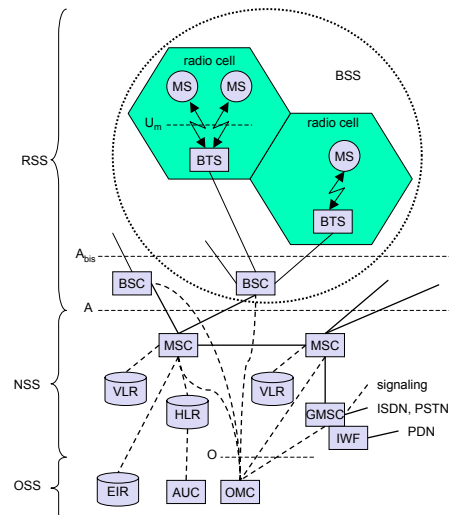 radio cell
BSS
MS MS
radio cell
Um
MS
RSS
BTS
BTS
Abis
BSC BSC
A
MSC MSC
NSS
VLR HLR VLR
signaling
GMSC ISDN, PSTN
IWF PDN
O
OSS
EIR AUC OMC